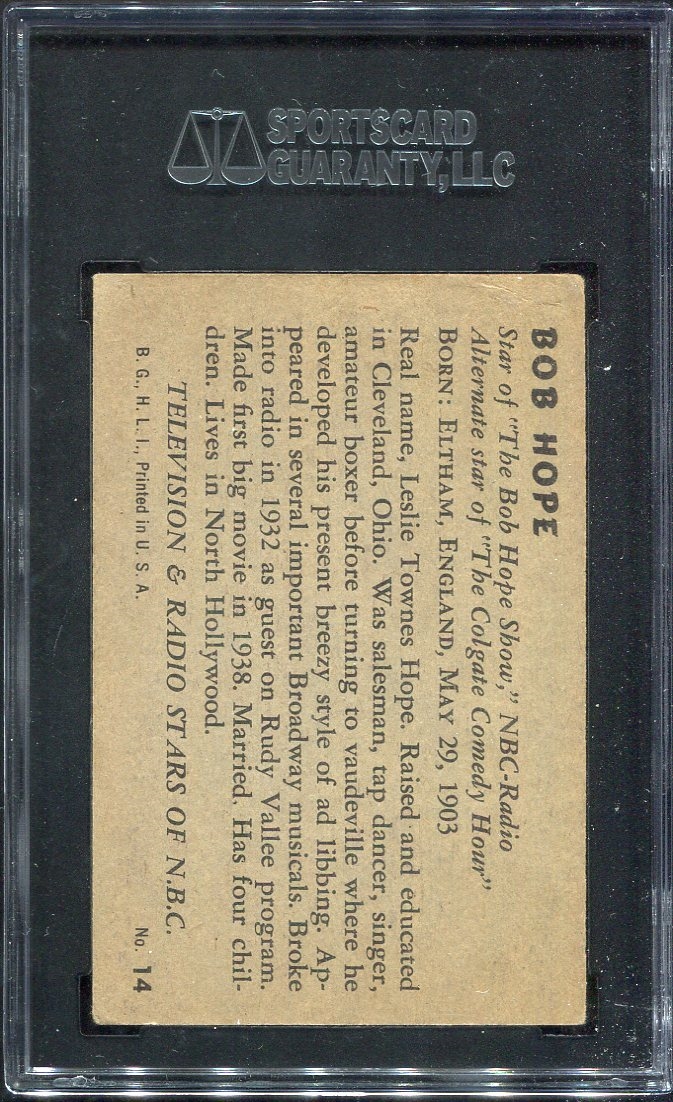 SPORTSCARD
GUARANTY, LLC
BOB HOPE
Star of "The Bob Hope Show," NBC-Radio
Alternate star of "The Colgate Comedy Hour"
BORN: ELTHAM, ENGLAND, MAY 29, 1903
Real name, Leslie Townes Hope. Raised and educated
in Cleveland, Ohio. Was salesman, tap dancer, singer,
amateur boxer before turning to vaudeville where he
developed his present breezy style of ad libbing. Ap-
peared in several important Broadway musicals. Broke
into radio in 1932 as guest on Rudy Vallee program.
Made first big movie in 1938. Married. Has four chil-
dren. Lives in North Hollywood.
TELEVISION & RADIO STARS OF N.B.C.
B. G., H. L. I., Printed in U. S. A. No. 14